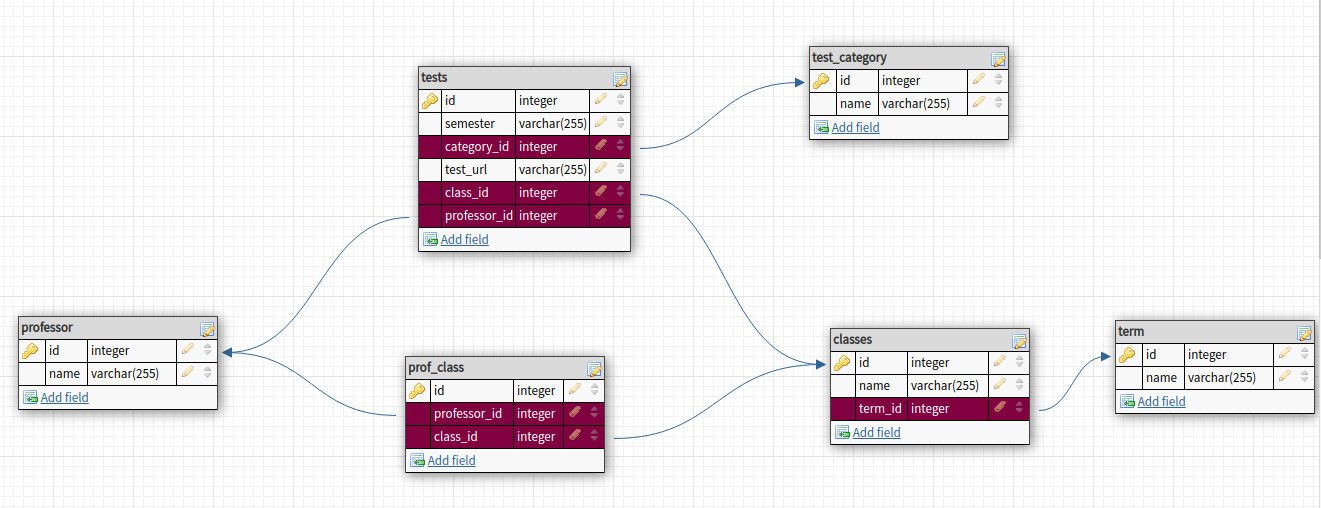 tests
id integer
semester varchar(255)
category_id integer
test_url varchar(255)
class_id integer
professor_id integer
Add field
test_category
id integer
name varchar(255)
Add field
professor
id integer
name varchar(255)
Add field
prof_class
id integer
professor_id integer
class_id integer
Add field
classes
id integer
name varchar(255)
term_id integer
Add field
term
id integer
name varchar(255)
Add field